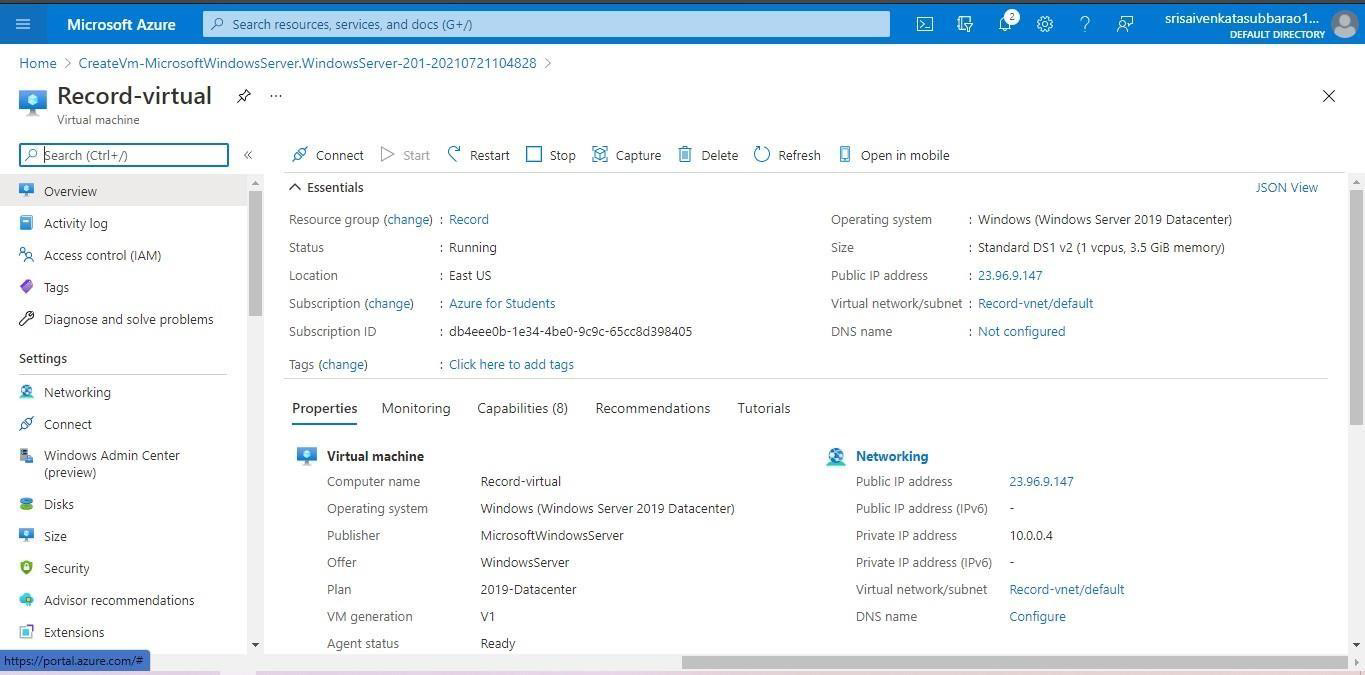 Microsoft Azure
Search resources, services, and docs (G+/)
2
srisaivenkatasubbarao1...
DEFAULT DIRECTORY
Home > CreateVm-MicrosoftWindowsServer.WindowsServer-201-20210721104828 >
Record-virtual ...
Virtual machine
Search (Ctrl+/) «
Connect Start Restart Stop Capture Delete Refresh Open in mobile
Overview
Activity log
Access control (IAM)
Tags
Diagnose and solve problems
Settings
Networking
Connect
Windows Admin Center
(preview)
Disks
Size
Security
Advisor recommendations
Extensions
https://portal.azure.com/#
Essentials JSON View
Resource group (change) : Record
Status : Running
Location : East US
Subscription (change) : Azure for Students
Subscription ID : db4eee0b-1e34-4be0-9c9c-65cc8d398405
Tags (change) : Click here to add tags
Operating system : Windows (Windows Server 2019 Datacenter)
Size : Standard DS1 v2 (1 vcpus, 3.5 GiB memory)
Public IP address : 23.96.9.147
Virtual network/subnet : Record-vnet/default
DNS name : Not configured
Properties Monitoring Capabilities (8) Recommendations Tutorials
Virtual machine
Computer name Record-virtual
Operating system Windows (Windows Server 2019 Datacenter)
Publisher MicrosoftWindowsServer
Offer WindowsServer
Plan 2019-Datacenter
VM generation V1
Agent status Ready
Networking
Public IP address 23.96.9.147
Public IP address (IPv6) -
Private IP address 10.0.0.4
Private IP address (IPv6) -
Virtual network/subnet Record-vnet/default
DNS name Configure